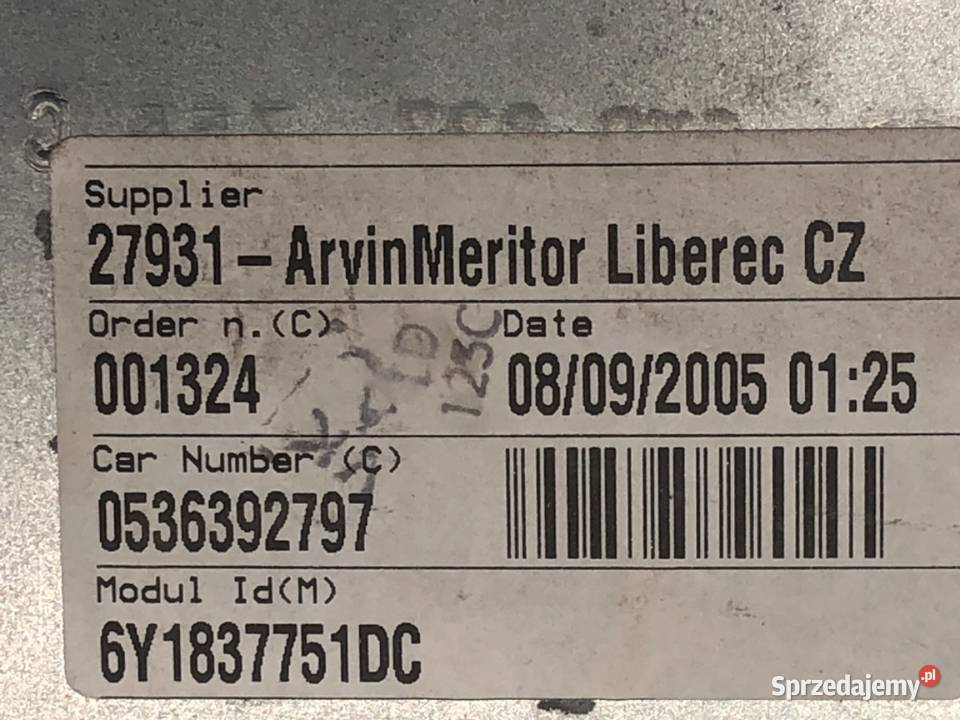 Supplier
27931-ArvinMeritor Liberec CZ
Order n.(C) Date
001324 08/09/2005 01:25
123C
Car Number (C)
0536392797
Modul Id(M)
6Y1837751DC
Sprzedajemy.pl